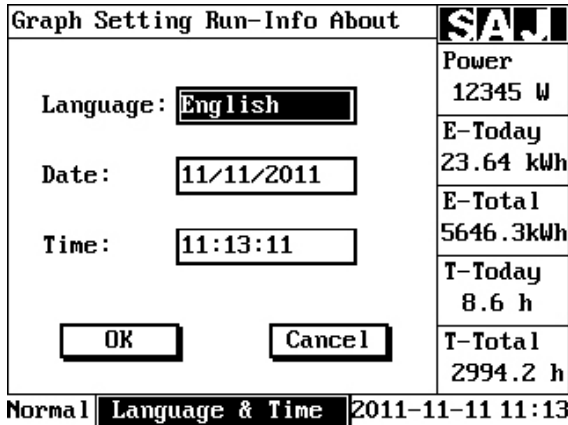 Graph Setting Run-Info About
SAJ
Language: English
Date: 11/11/2011
Time: 11:13:11
OK Cancel
Power
12345 W
E-Today
23.64 kWh
E-Total
5646.3kWh
T-Today
8.6 h
T-Total
2994.2 h
Normal Language & Time 2011-11-11 11:13